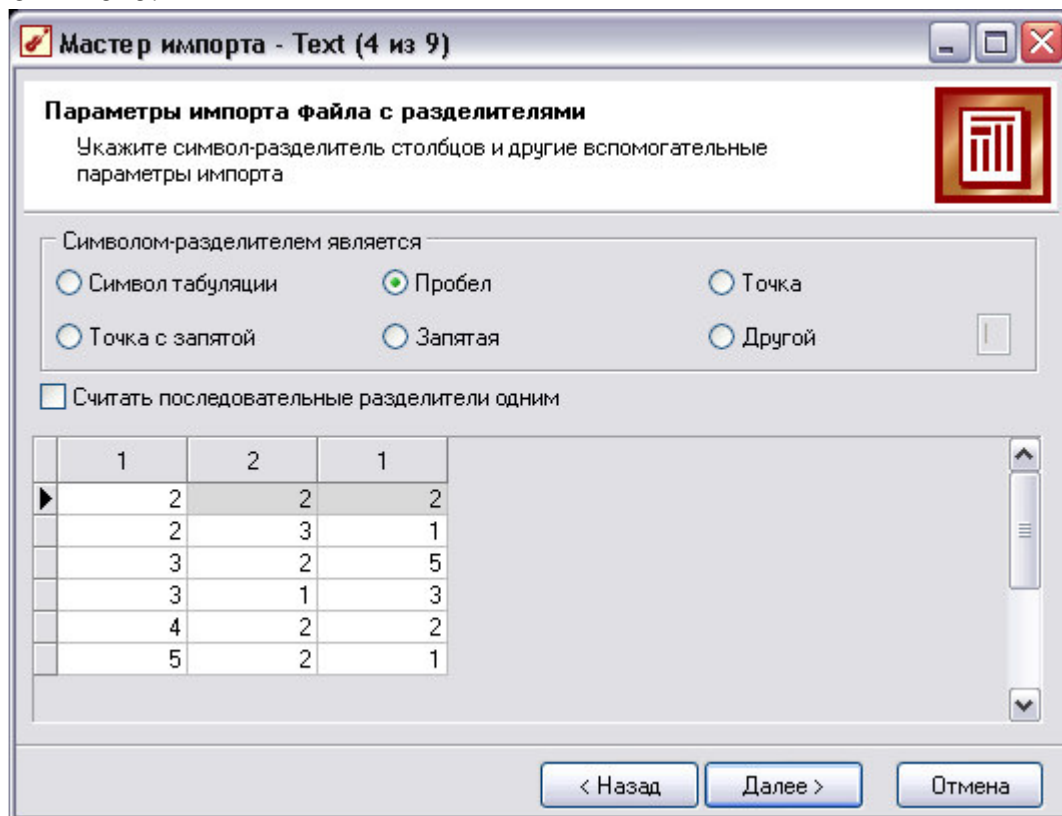 Мастер импорта - Text (4 из 9)
Параметры импорта файла с разделителями
Укажите символ-разделитель столбцов и другие вспомогательные
параметры импорта
Символом-разделителем является
Символ табуляции Пробел Точка
Точка с запятой Запятая Другой
Считать последовательные разделители одним
1 2 1
2 2 2
2 3 1
3 2 5
3 1 3
4 2 2
5 2 1
< Назад Далее > Отмена